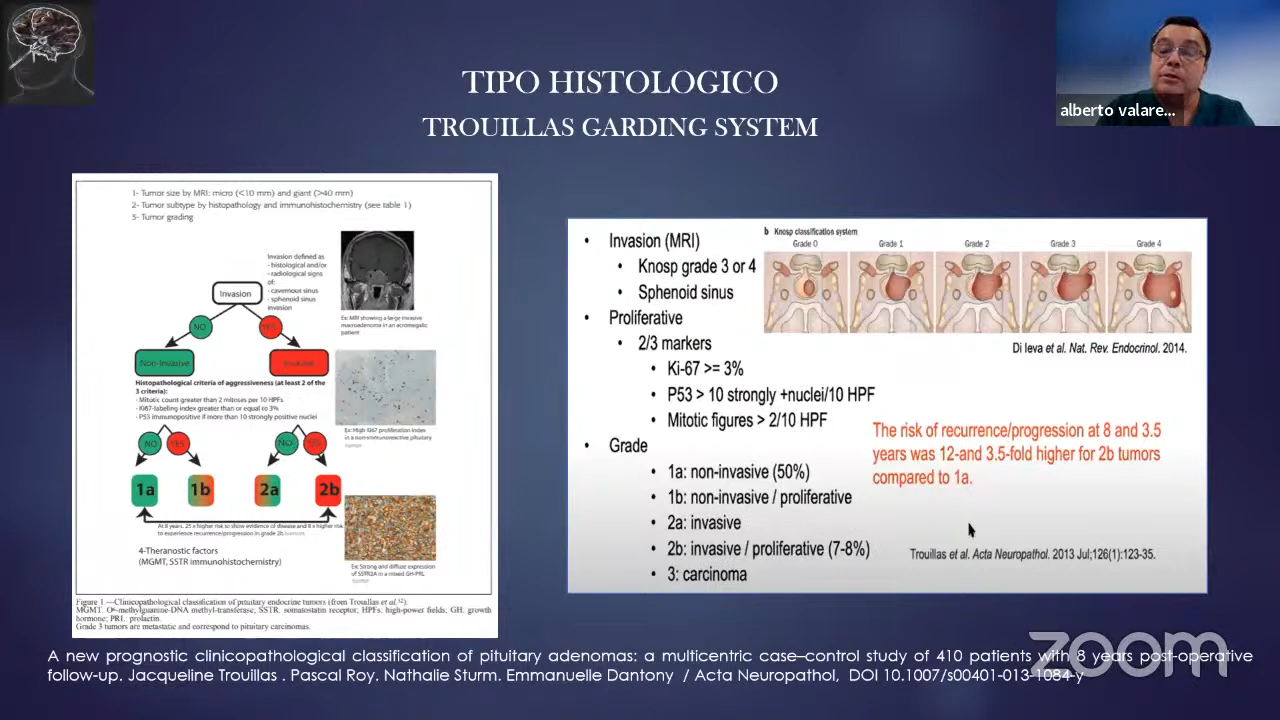 TIPO HISTOLOGICO
TROUILLAS GARDING SYSTEM
alberto valare...
1- Tumor size by MRI: micro (<10 mm) and giant (>40 mm)
2- Tumor subtype by histopathology and immunohistochemistry (see table 1)
3- Tumor grading
Invasion defined as
- histological and/or
- radiological signs
of:
- cavernous sinus
- sphenoid sinus
invasion
Invasion
NO
YES
Ex: MRI showing a large invasive
macroadenoma in an acromegalic
patient
Non-Invasive
Invasive
Histopathological criteria of aggressiveness (at least 2 of the
3 criteria):
- Mitotic count greater than 2 mitoses per 10 HPFs
- Ki67-labeling index greater than or equal to 3%
- P53 immunopositive if more than 10 strongly positive nuclei
Ex: High Ki67 proliferation index
in a non-immunoreactive pituitary
tumor
NO
YES
NO
YES
1a
1b
2a
2b
At 8 years, 25 x higher risk to show evidence of disease and 8 x higher risk
to experience recurrence/progression in grade 2b tumors
4-Theranostic factors
(MGMT, SSTR immunohistochemistry)
Ex: Strong and diffuse expression
of SSTR2A in a mixed GH-PRL
tumor
Figure 1.—Clinicopathological classification of pituitary endocrine tumors (from Trouillas et al.52).
MGMT: O6-methylguanine-DNA methyl-transferase; SSTR: somatostatin receptor; HPFs: high-power fields; GH: growth
hormone; PRL: prolactin.
Grade 3 tumors are metastatic and correspond to pituitary carcinomas.
• Invasion (MRI)
• Knosp grade 3 or 4
• Sphenoid sinus
• Proliferative
• 2/3 markers
• Ki-67 >= 3%
• P53 > 10 strongly +nuclei/10 HPF
• Mitotic figures > 2/10 HPF
• Grade
• 1a: non-invasive (50%)
• 1b: non-invasive / proliferative
• 2a: invasive
• 2b: invasive / proliferative (7-8%)
• 3: carcinoma
b Knosp classification system
Grade 0 Grade 1 Grade 2 Grade 3 Grade 4
Di Ieva et al. Nat. Rev. Endocrinol. 2014.
The risk of recurrence/progression at 8 and 3.5
years was 12-and 3.5-fold higher for 2b tumors
compared to 1a.
Trouillas et al. Acta Neuropathol. 2013 Jul;126(1):123-35.
zoom
A new prognostic clinicopathological classification of pituitary adenomas: a multicentric case–control study of 410 patients with 8 years post-operative
follow-up. Jacqueline Trouillas . Pascal Roy. Nathalie Sturm. Emmanuelle Dantony / Acta Neuropathol, DOI 10.1007/s00401-013-1084-y